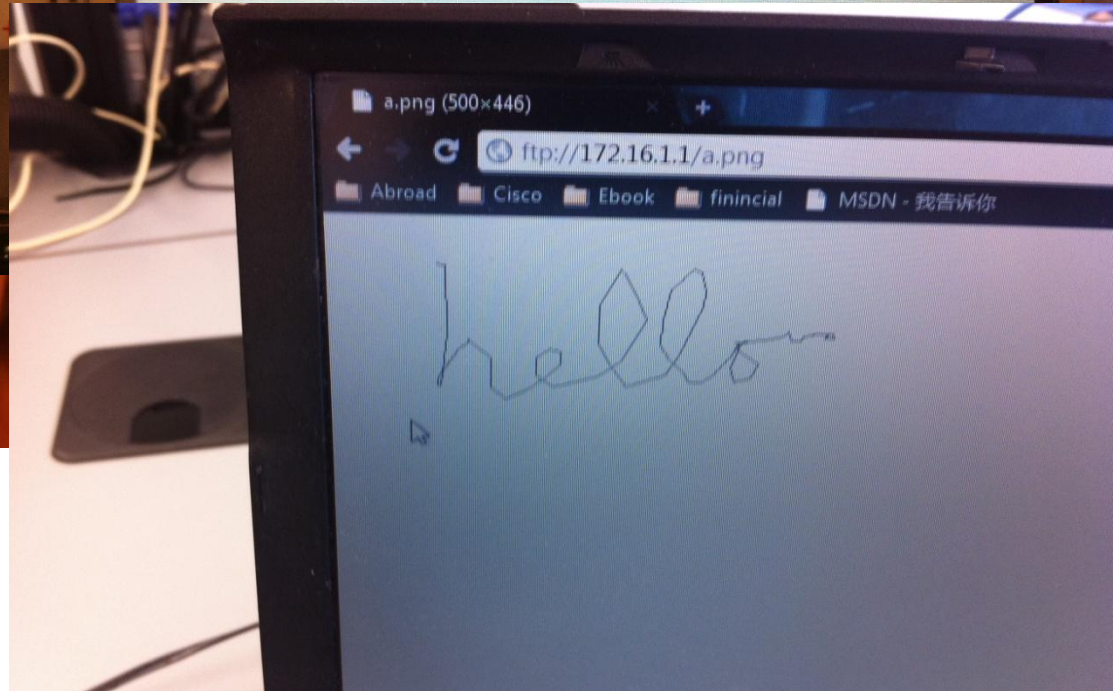 a.png (500×446)
ftp://172.16.1.1/a.png
Abroad Cisco Ebook finincial MSDN - 我告诉你
hello